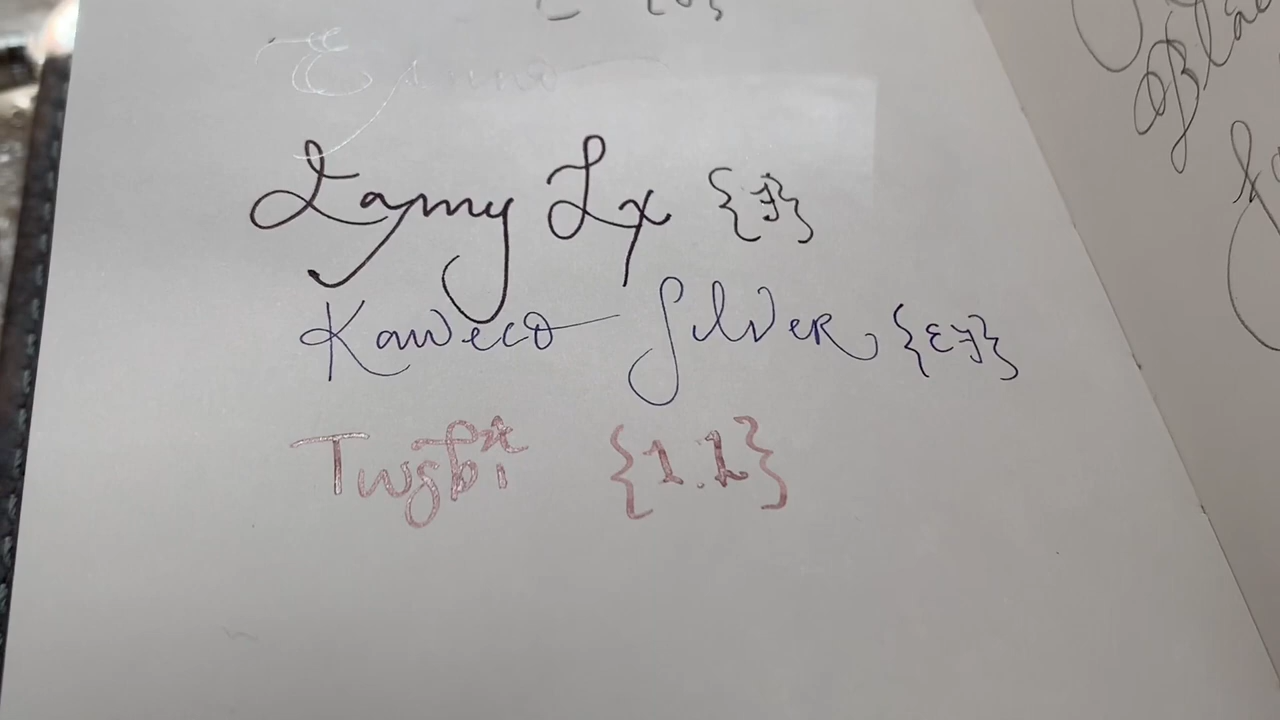 Lamy Lx {F}
Kaweco Silver {EF}
Twsbi {1.1}